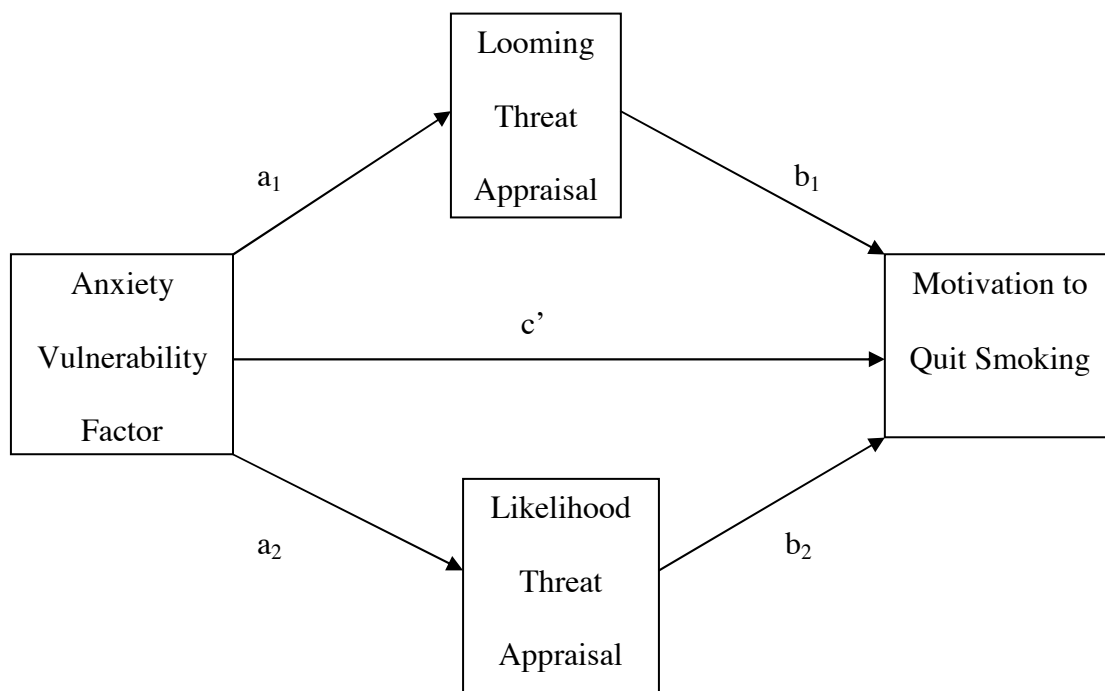 Looming
Threat
Appraisal
a₁
b₁
Anxiety
Vulnerability
Factor
c’
Motivation to
Quit Smoking
a₂
b₂
Likelihood
Threat
Appraisal